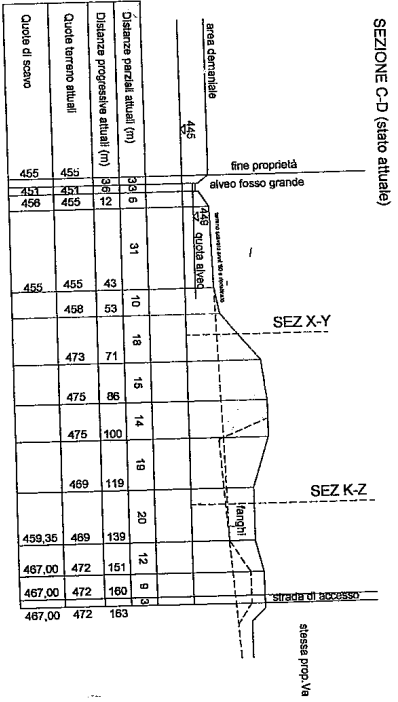 SEZIONE C-D (stato attuale)
SEZ X-Y
SEZ K-Z
fine proprietà
alveo fosso grande
area demaniale
445
449
quota alveo
fanghi
strada di accesso
stessa prop.Va
Distanze parziali attuali (m) 3 3 6 31 10 18 15 14 19 20 12 9 3
Distanze progressive attuali (m) 3 6 12 43 53 71 86 100 119 139 151 160 163
Quote terreno attuali 455 451 455 455 458 473 475 475 469 469 472 472 472
Quote di scavo 455 451 456 455 459,35 467,00 467,00 467,00